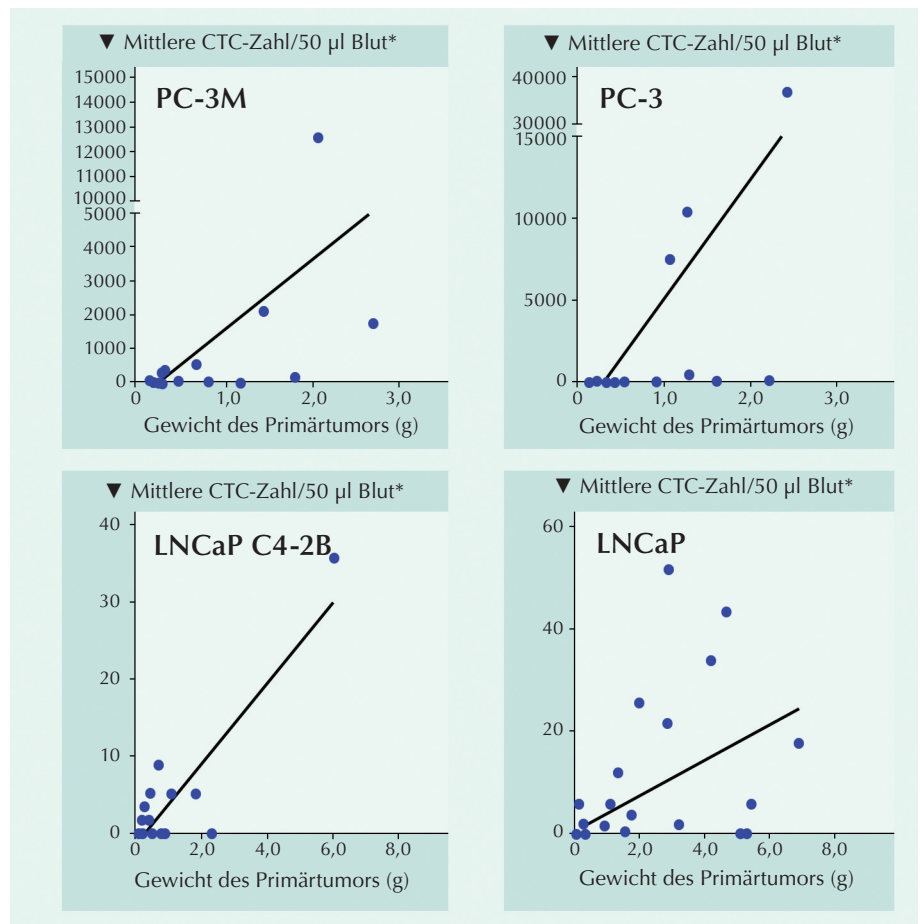 ▼ Mittlere CTC-Zahl/50 µl Blut*
PC-3M
15000
14000
13000
12000
11000
10000
5000
4000
3000
2000
1000
0
0 1,0 2,0 3,0
Gewicht des Primärtumors (g)
▼ Mittlere CTC-Zahl/50 µl Blut*
PC-3
40000
30000
15000
10000
5000
0
0 1,0 2,0 3,0
Gewicht des Primärtumors (g)
▼ Mittlere CTC-Zahl/50 µl Blut*
LNCaP C4-2B
40
30
20
10
0
0 2,0 4,0 6,0 8,0
Gewicht des Primärtumors (g)
▼ Mittlere CTC-Zahl/50 µl Blut*
LNCaP
60
40
20
0
0 2,0 4,0 6,0 8,0
Gewicht des Primärtumors (g)